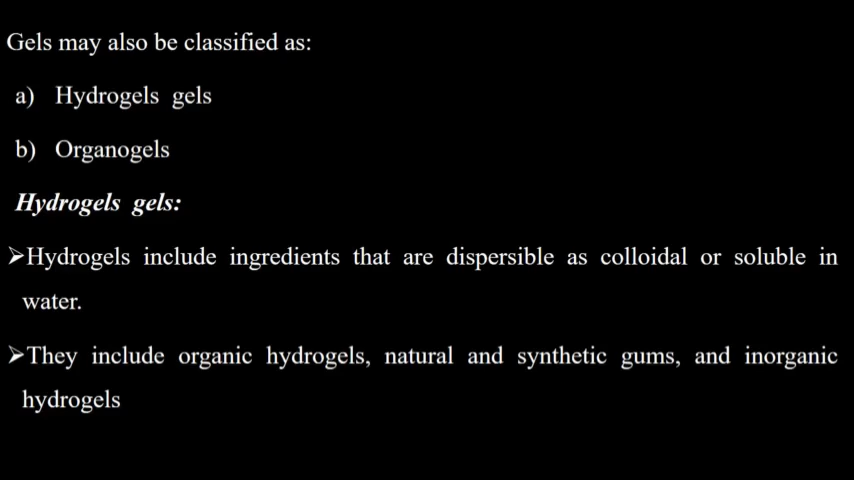 Gels may also be classified as:
a) Hydrogels gels
b) Organogels
Hydrogels gels:
➢Hydrogels include ingredients that are dispersible as colloidal or soluble in
water.
➢They include organic hydrogels, natural and synthetic gums, and inorganic
hydrogels